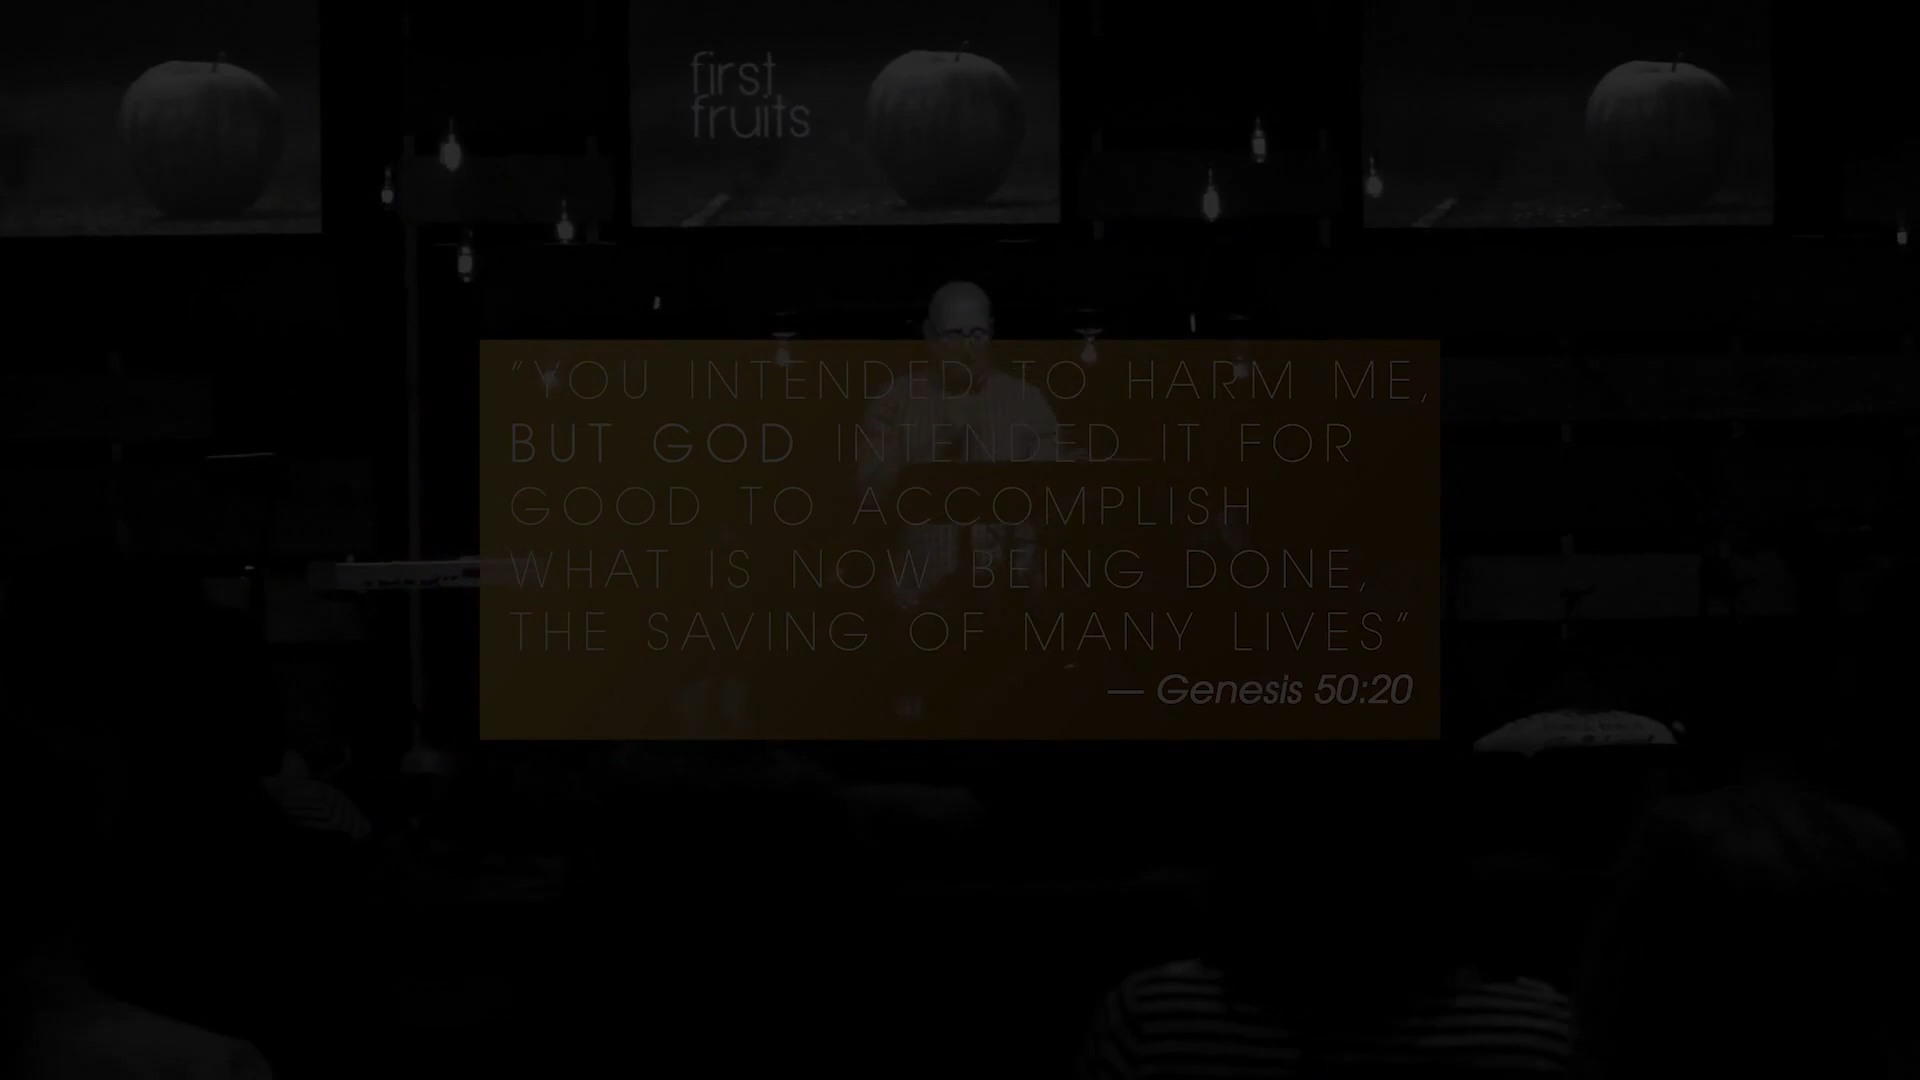 first
fruits
“YOU INTENDED TO HARM ME,
BUT GOD INTENDED IT FOR
GOOD TO ACCOMPLISH
WHAT IS NOW BEING DONE,
THE SAVING OF MANY LIVES”
— Genesis 50:20